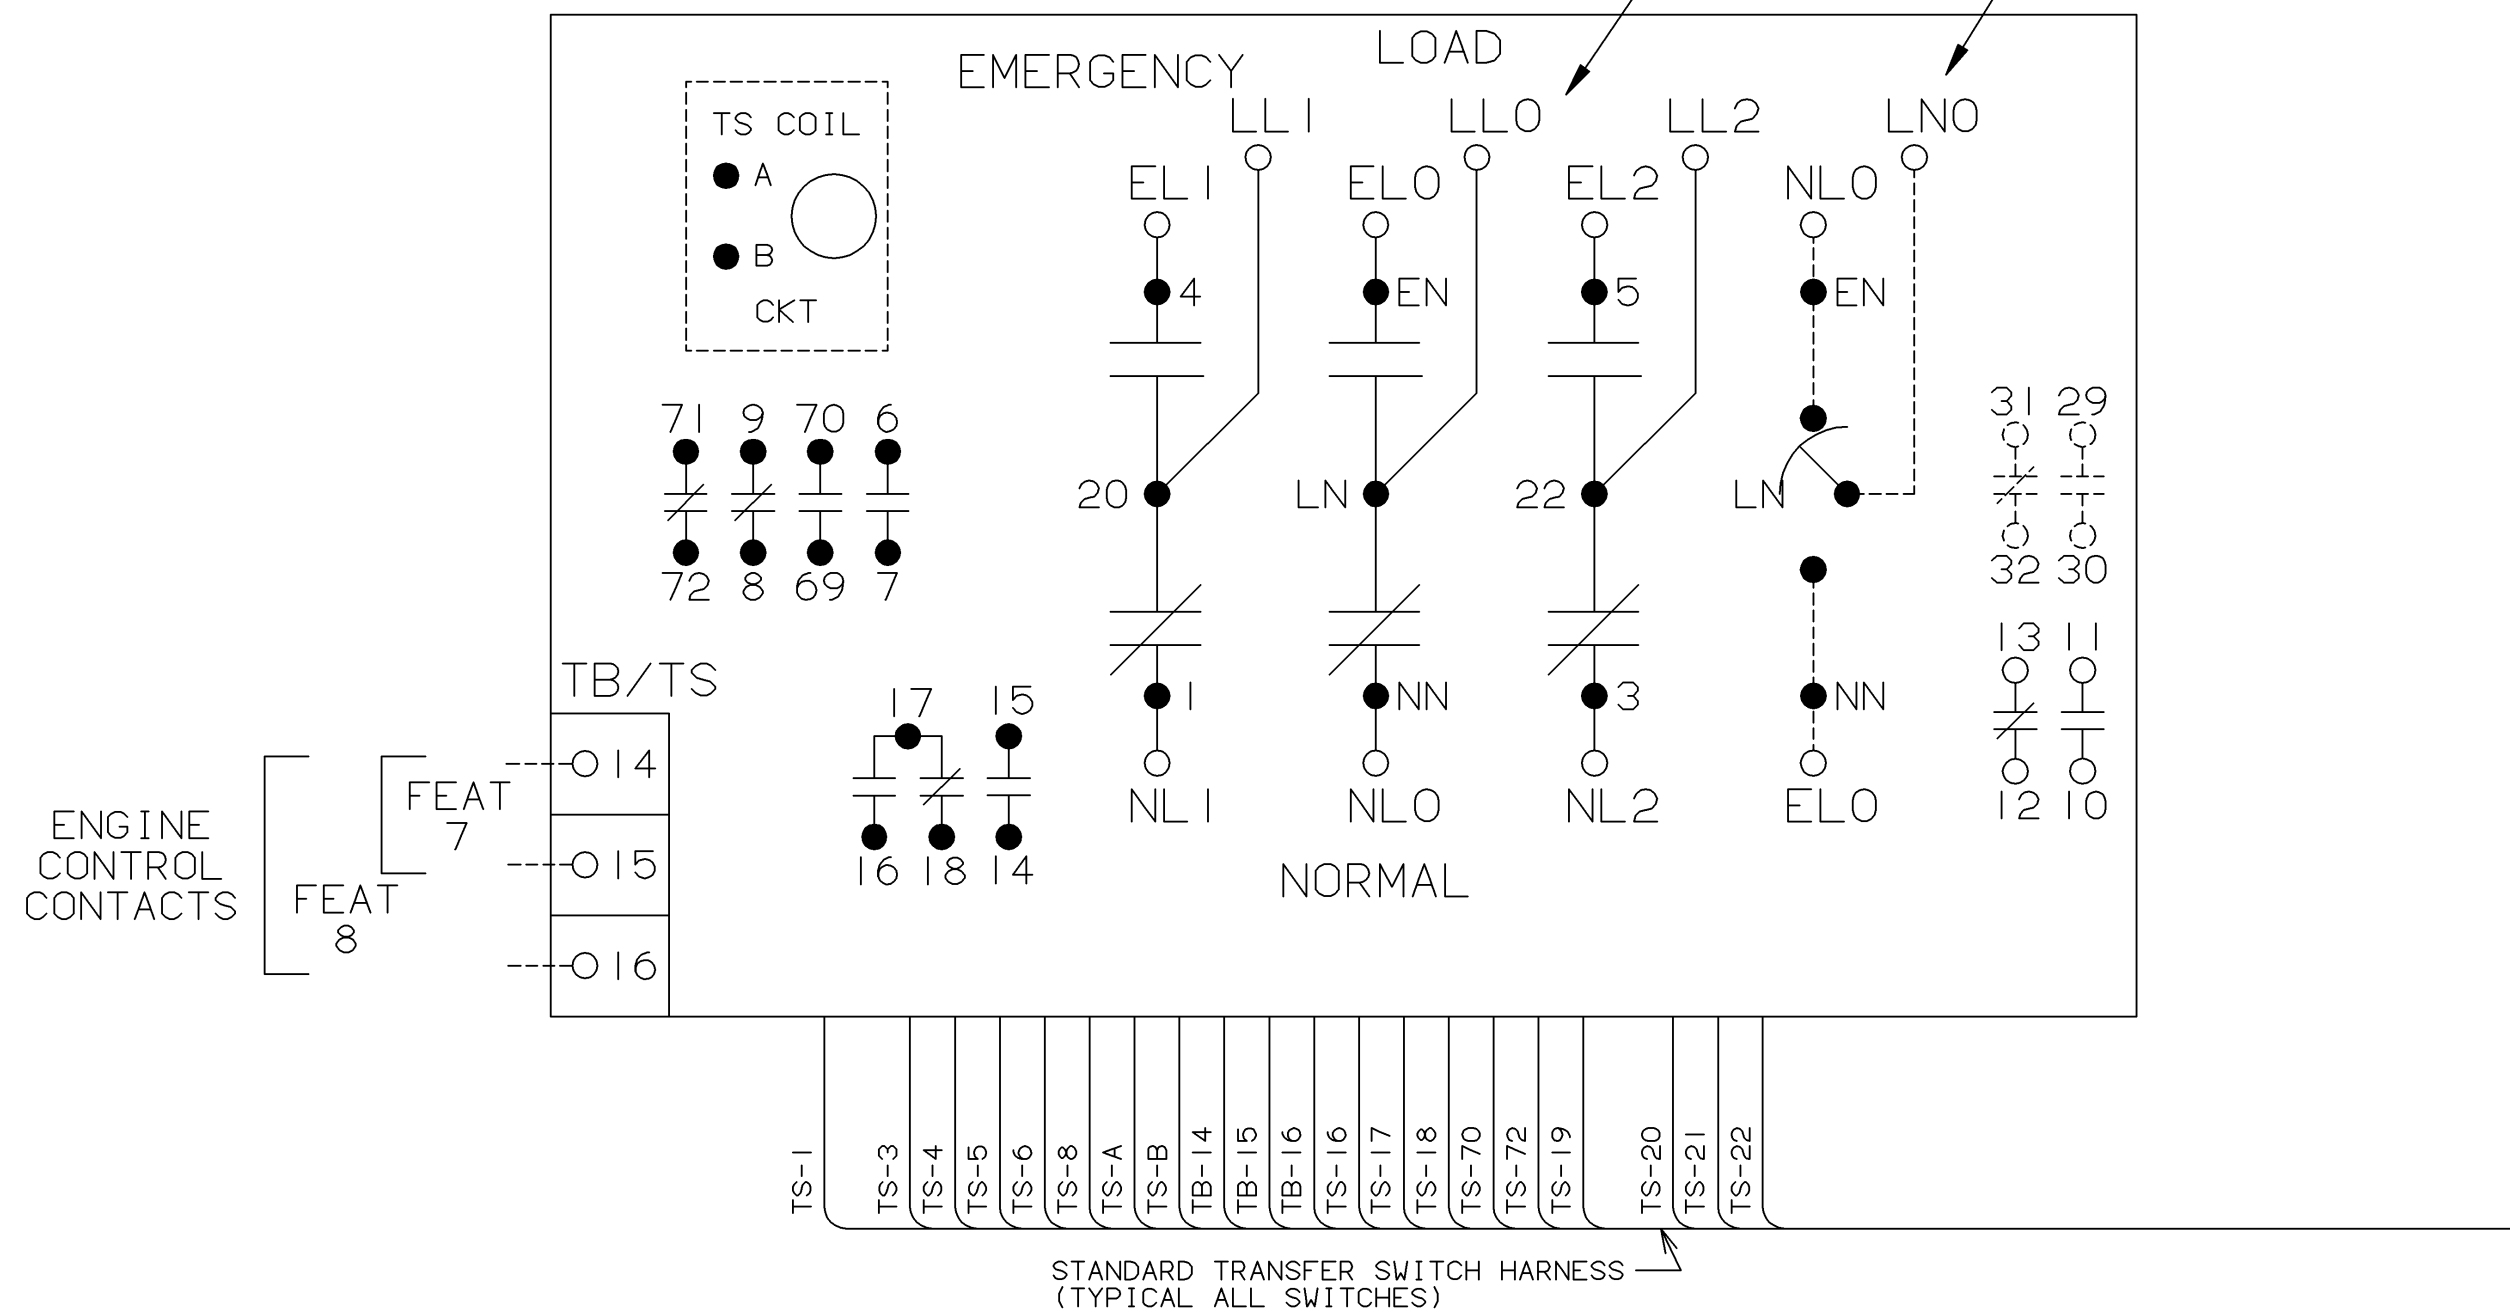 LOAD
EMERGENCY
TS COIL
A
B
CKT
LL1 LL0 LL2 LN0
EL1 EL0 EL2 NL0
4 EN 5 EN
71 9 70 6
31 29
20 LN 22 LN
72 8 69 7
32 30
13 11
TB/TS
17 15
1 NN 3 NN
14
FEAT
7
12 10
NL1 NL0 NL2 EL0
ENGINE
CONTROL
CONTACTS
15
16 18 14
NORMAL
FEAT
8
16
TS-1
TS-3
TS-4
TS-5
TS-6
TS-8
TS-A
TS-B
TB-14
TB-15
TB-16
TS-16
TS-17
TS-18
TS-70
TS-72
TS-19
TS-20
TS-21
TS-22
STANDARD TRANSFER SWITCH HARNESS
(TYPICAL ALL SWITCHES)